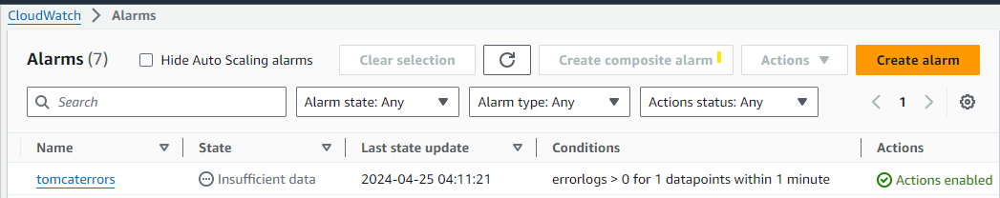 CloudWatch > Alarms
Alarms (7) Hide Auto Scaling alarms Clear selection Create composite alarm Actions Create alarm
Search Alarm state: Any Alarm type: Any Actions status: Any 1
Name State Last state update Conditions Actions
tomcaterrors Insufficient data 2024-04-25 04:11:21 errorlogs > 0 for 1 datapoints within 1 minute Actions enabled